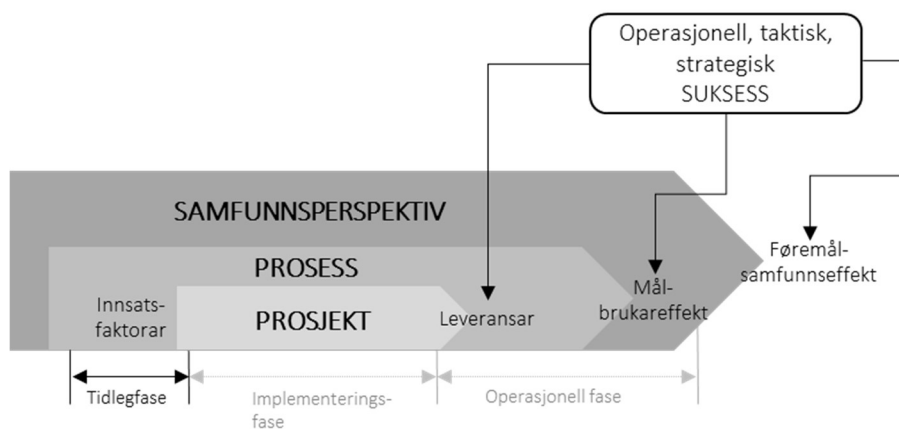 Operasjonell, taktisk,
strategisk
SUKSESS
SAMFUNNSPERSPEKTIV
PROSESS
PROSJEKT
Innsats-
faktorar
Leveransar
Mål-
brukareffekt
Føremål-
samfunnseffekt
Tidlegfase
Implementerings-
fase
Operasjonell fase